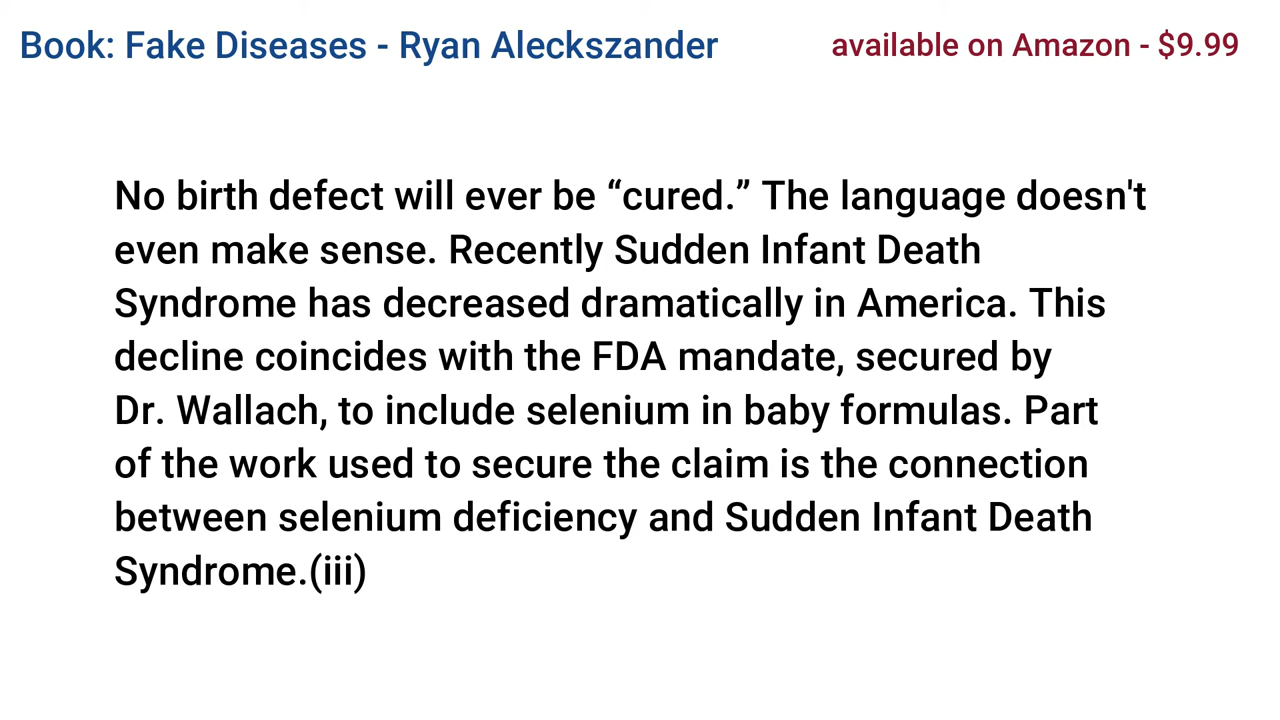 Book: Fake Diseases - Ryan Aleckszander
available on Amazon - $9.99
No birth defect will ever be “cured.” The language doesn't
even make sense. Recently Sudden Infant Death
Syndrome has decreased dramatically in America. This
decline coincides with the FDA mandate, secured by
Dr. Wallach, to include selenium in baby formulas. Part
of the work used to secure the claim is the connection
between selenium deficiency and Sudden Infant Death
Syndrome.(iii)